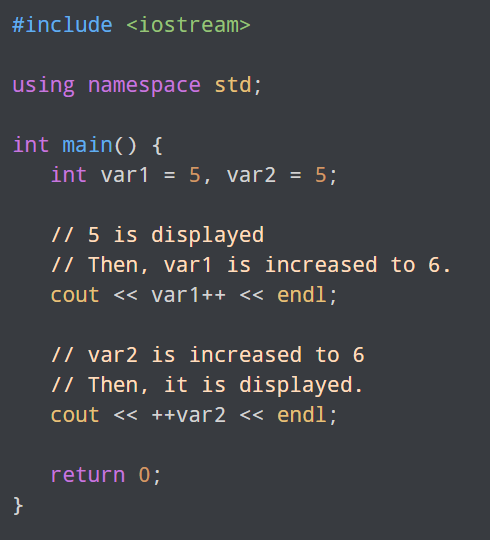 #include <iostream>
using namespace std;
int main() {
int var1 = 5, var2 = 5;
// 5 is displayed
// Then, var1 is increased to 6.
cout << var1++ << endl;
// var2 is increased to 6
// Then, it is displayed.
cout << ++var2 << endl;
return 0;
}